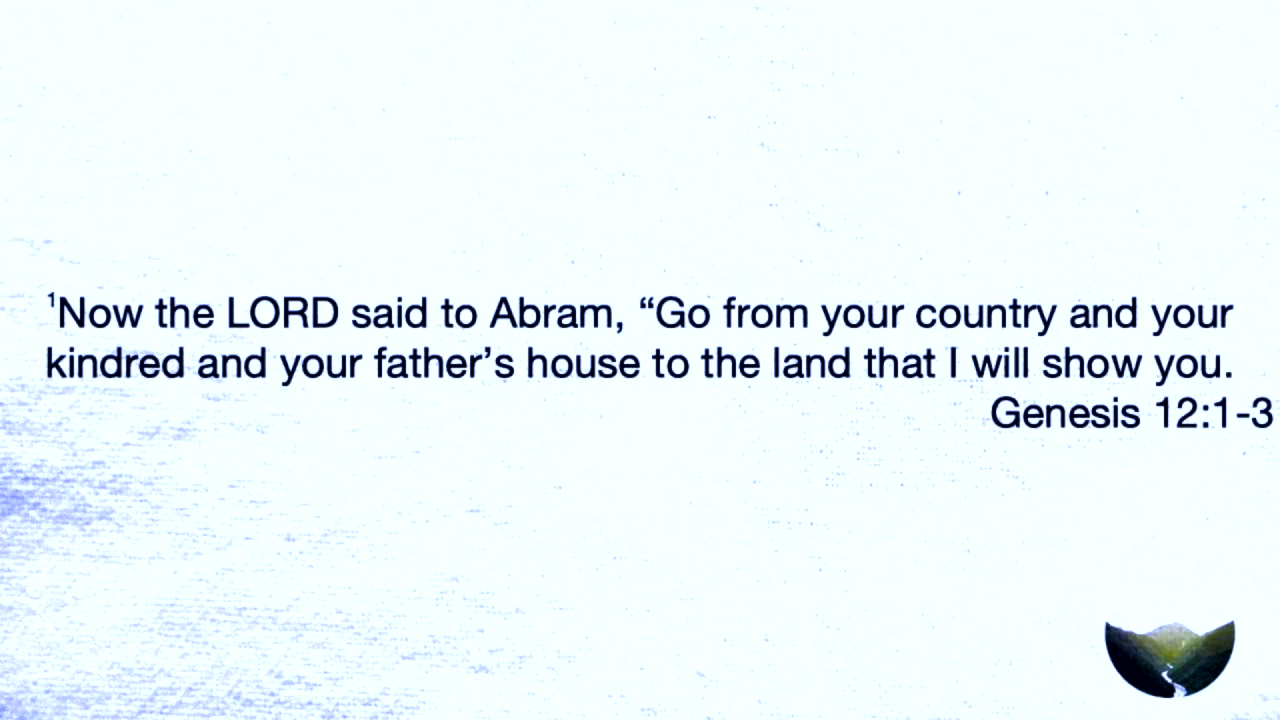 ¹Now the LORD said to Abram, “Go from your country and your
kindred and your father’s house to the land that I will show you.
Genesis 12:1-3